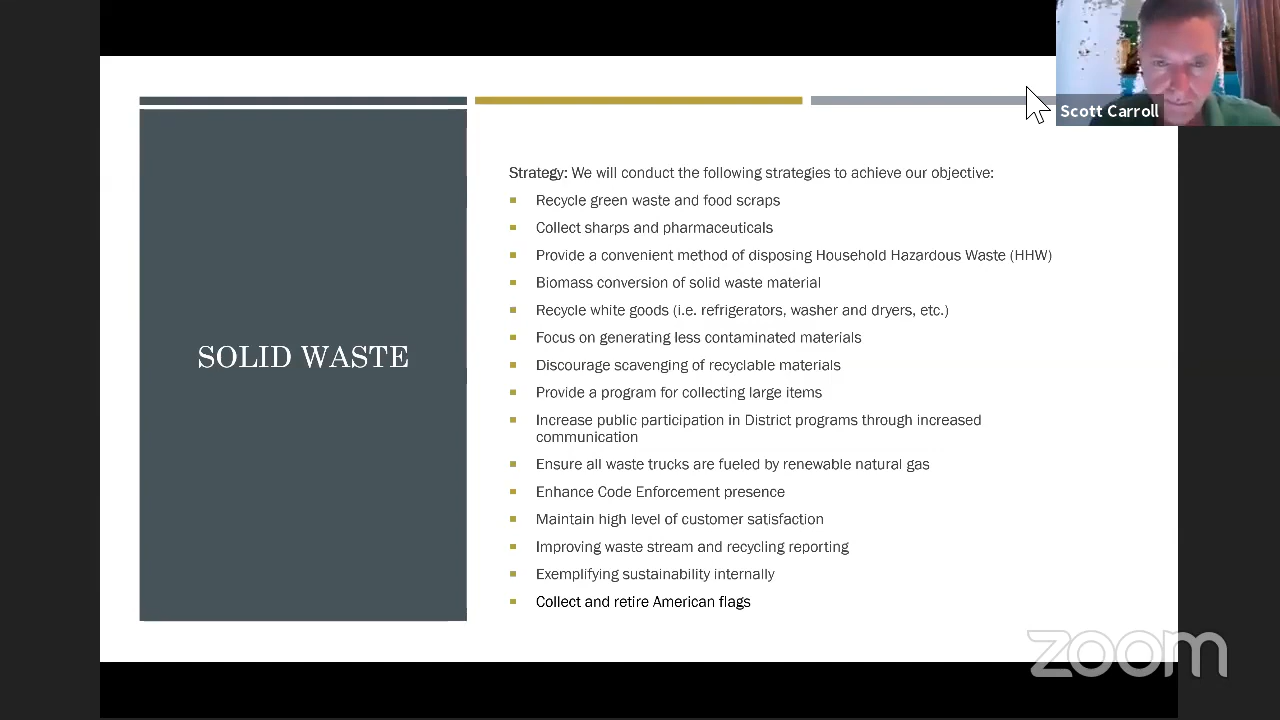 Scott Carroll
SOLID WASTE
Strategy: We will conduct the following strategies to achieve our objective:
Recycle green waste and food scraps
Collect sharps and pharmaceuticals
Provide a convenient method of disposing Household Hazardous Waste (HHW)
Biomass conversion of solid waste material
Recycle white goods (i.e. refrigerators, washer and dryers, etc.)
Focus on generating less contaminated materials
Discourage scavenging of recyclable materials
Provide a program for collecting large items
Increase public participation in District programs through increased
communication
Ensure all waste trucks are fueled by renewable natural gas
Enhance Code Enforcement presence
Maintain high level of customer satisfaction
Improving waste stream and recycling reporting
Exemplifying sustainability internally
Collect and retire American flags
zoom